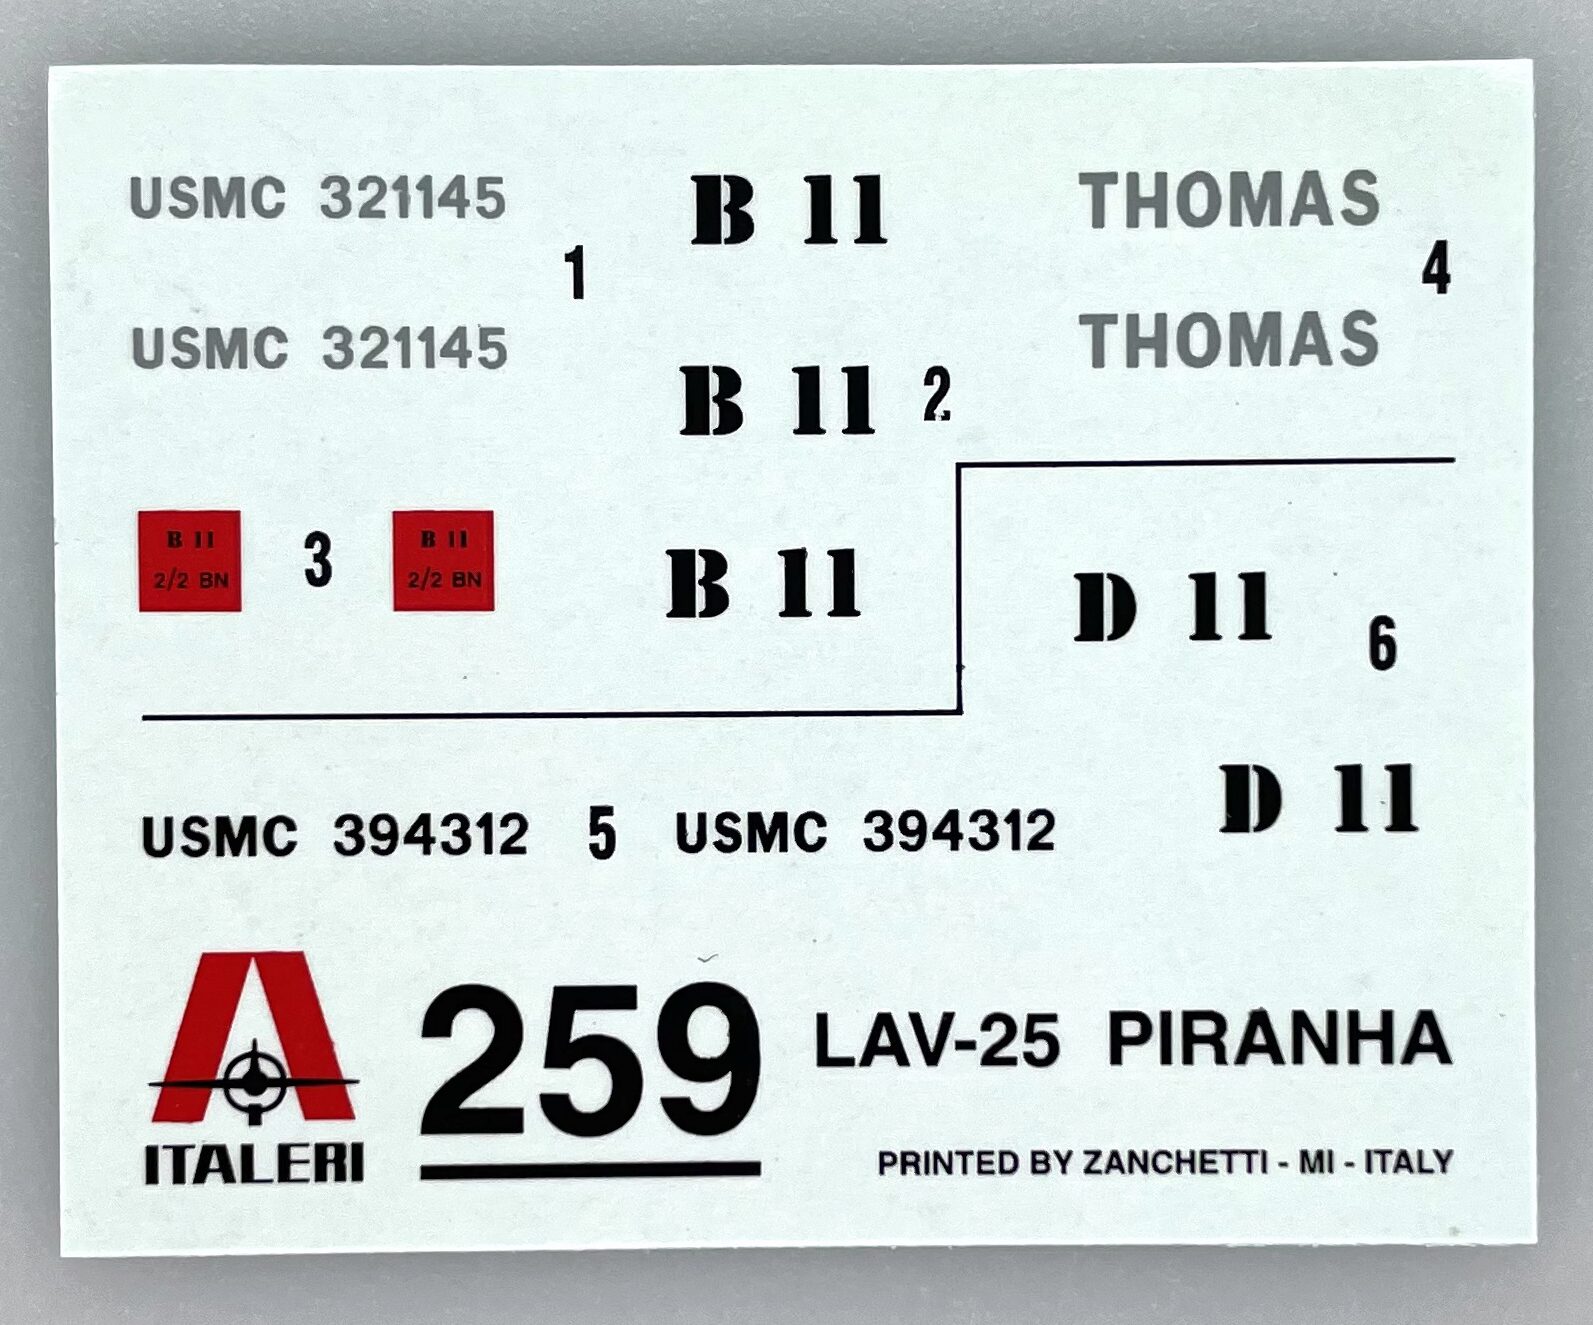 USMC 321145
B 11
THOMAS
1
4
USMC 321145
THOMAS
B 11
2
B 11
2/2 BN
3
B 11
2/2 BN
B 11
D 11
6
D 11
USMC 394312
5
USMC 394312
ITALERI
259
LAV-25 PIRANHA
PRINTED BY ZANCHETTI - MI - ITALY